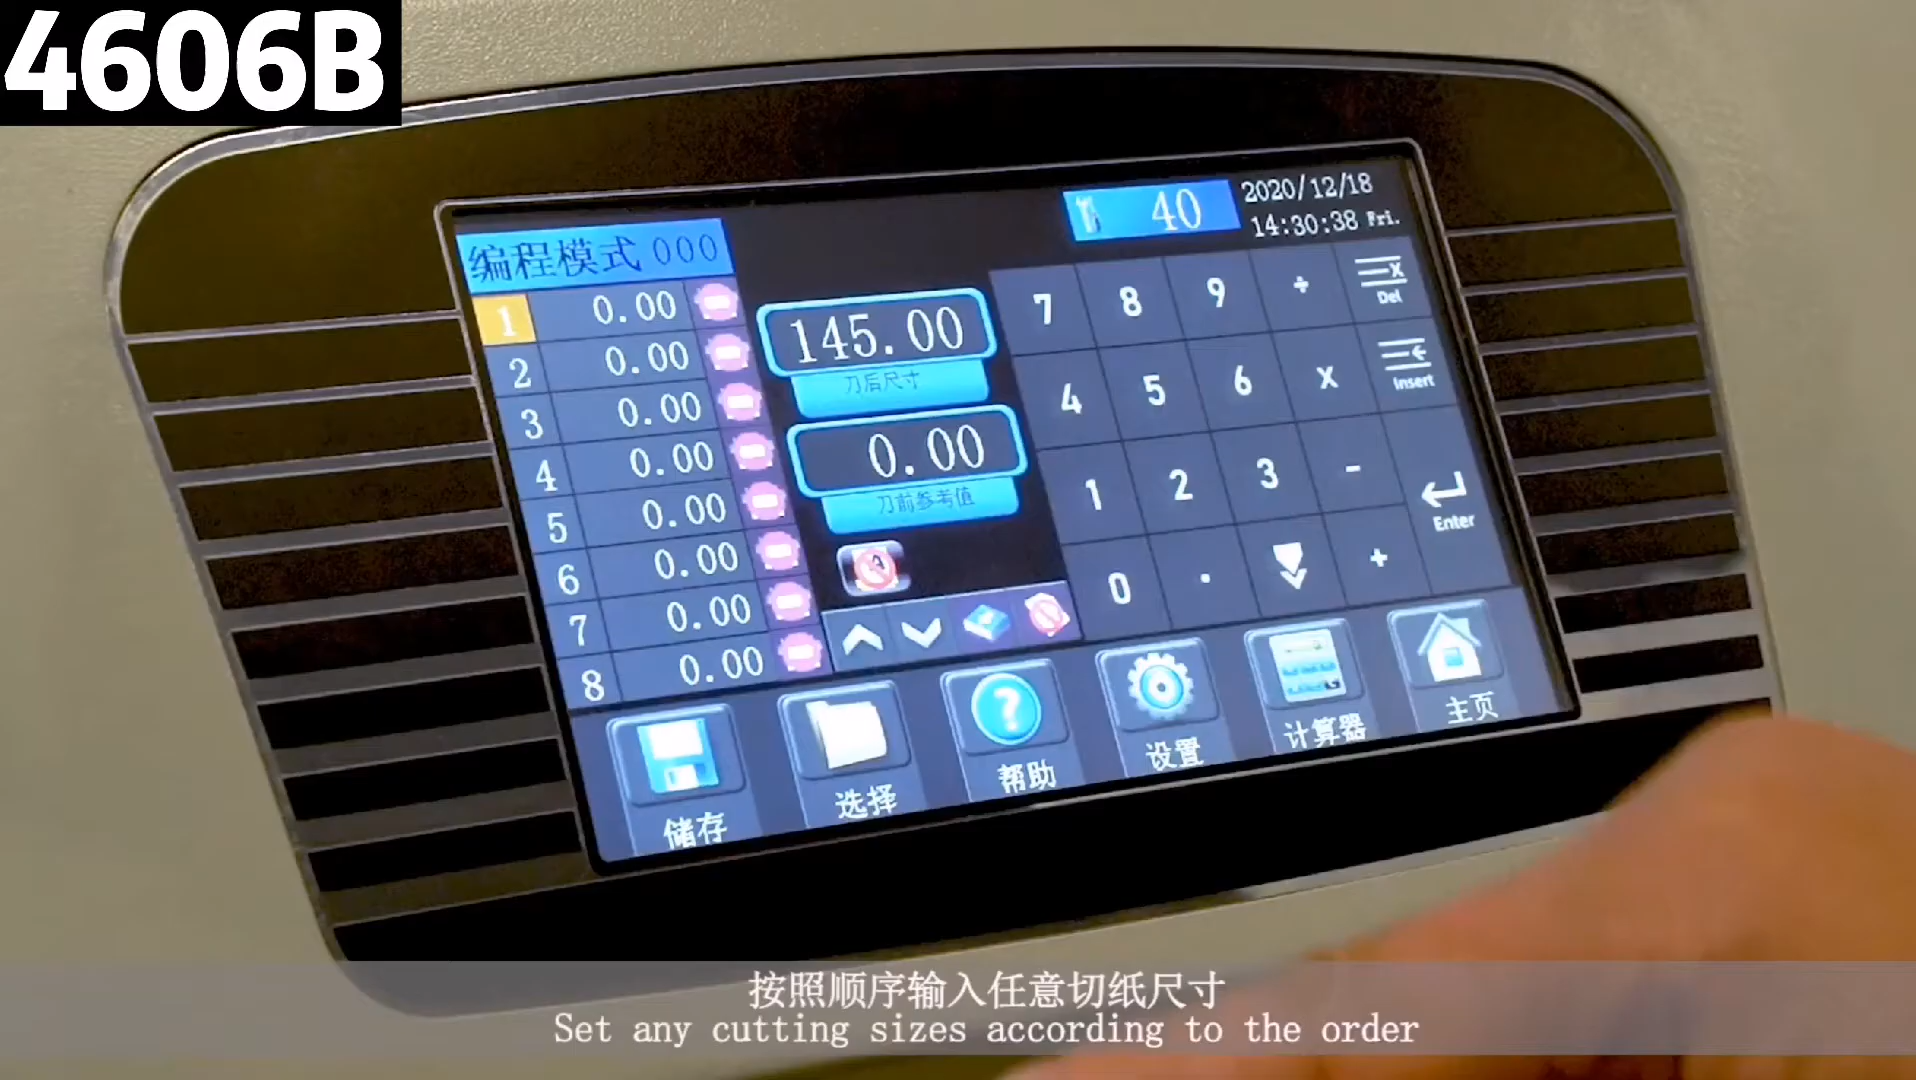 4606B
编程模式 000
40
2020/12/18
14:30:38 Fri.
1 0.00
2 0.00
3 0.00
4 0.00
5 0.00
6 0.00
7 0.00
8 0.00
145.00
刀后尺寸
0.00
刀前参考值
7 8 9 ÷ Del
4 5 6 x Insert
1 2 3 - Enter
0 . +
储存
选择
帮助
设置
计算器
主页
按照顺序输入任意切纸尺寸
Set any cutting sizes according to the order